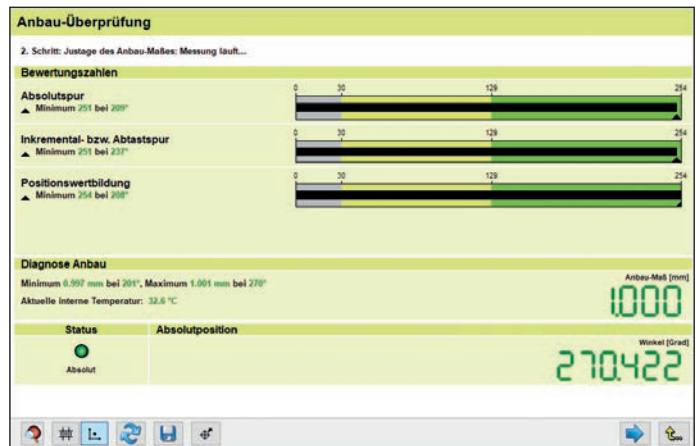 Anbau-Überprüfung
2. Schritt: Justage des Anbau-Maßes: Messung läuft...
Bewertungszahlen
Absolutspur
Minimum 251 bei 209°
0 30 129 254
Inkremental- bzw. Abtastspur
Minimum 251 bei 237°
0 30 129 254
Positionswertbildung
Minimum 254 bei 208°
0 30 129 254
Diagnose Anbau
Minimum 0.997 mm bei 201°, Maximum 1.001 mm bei 270°
Anbau-Maß [mm]
Aktuelle interne Temperatur: 32.6 °C
1.000
Status Absolutposition
Winkel [Grad]
Absolut
270.422